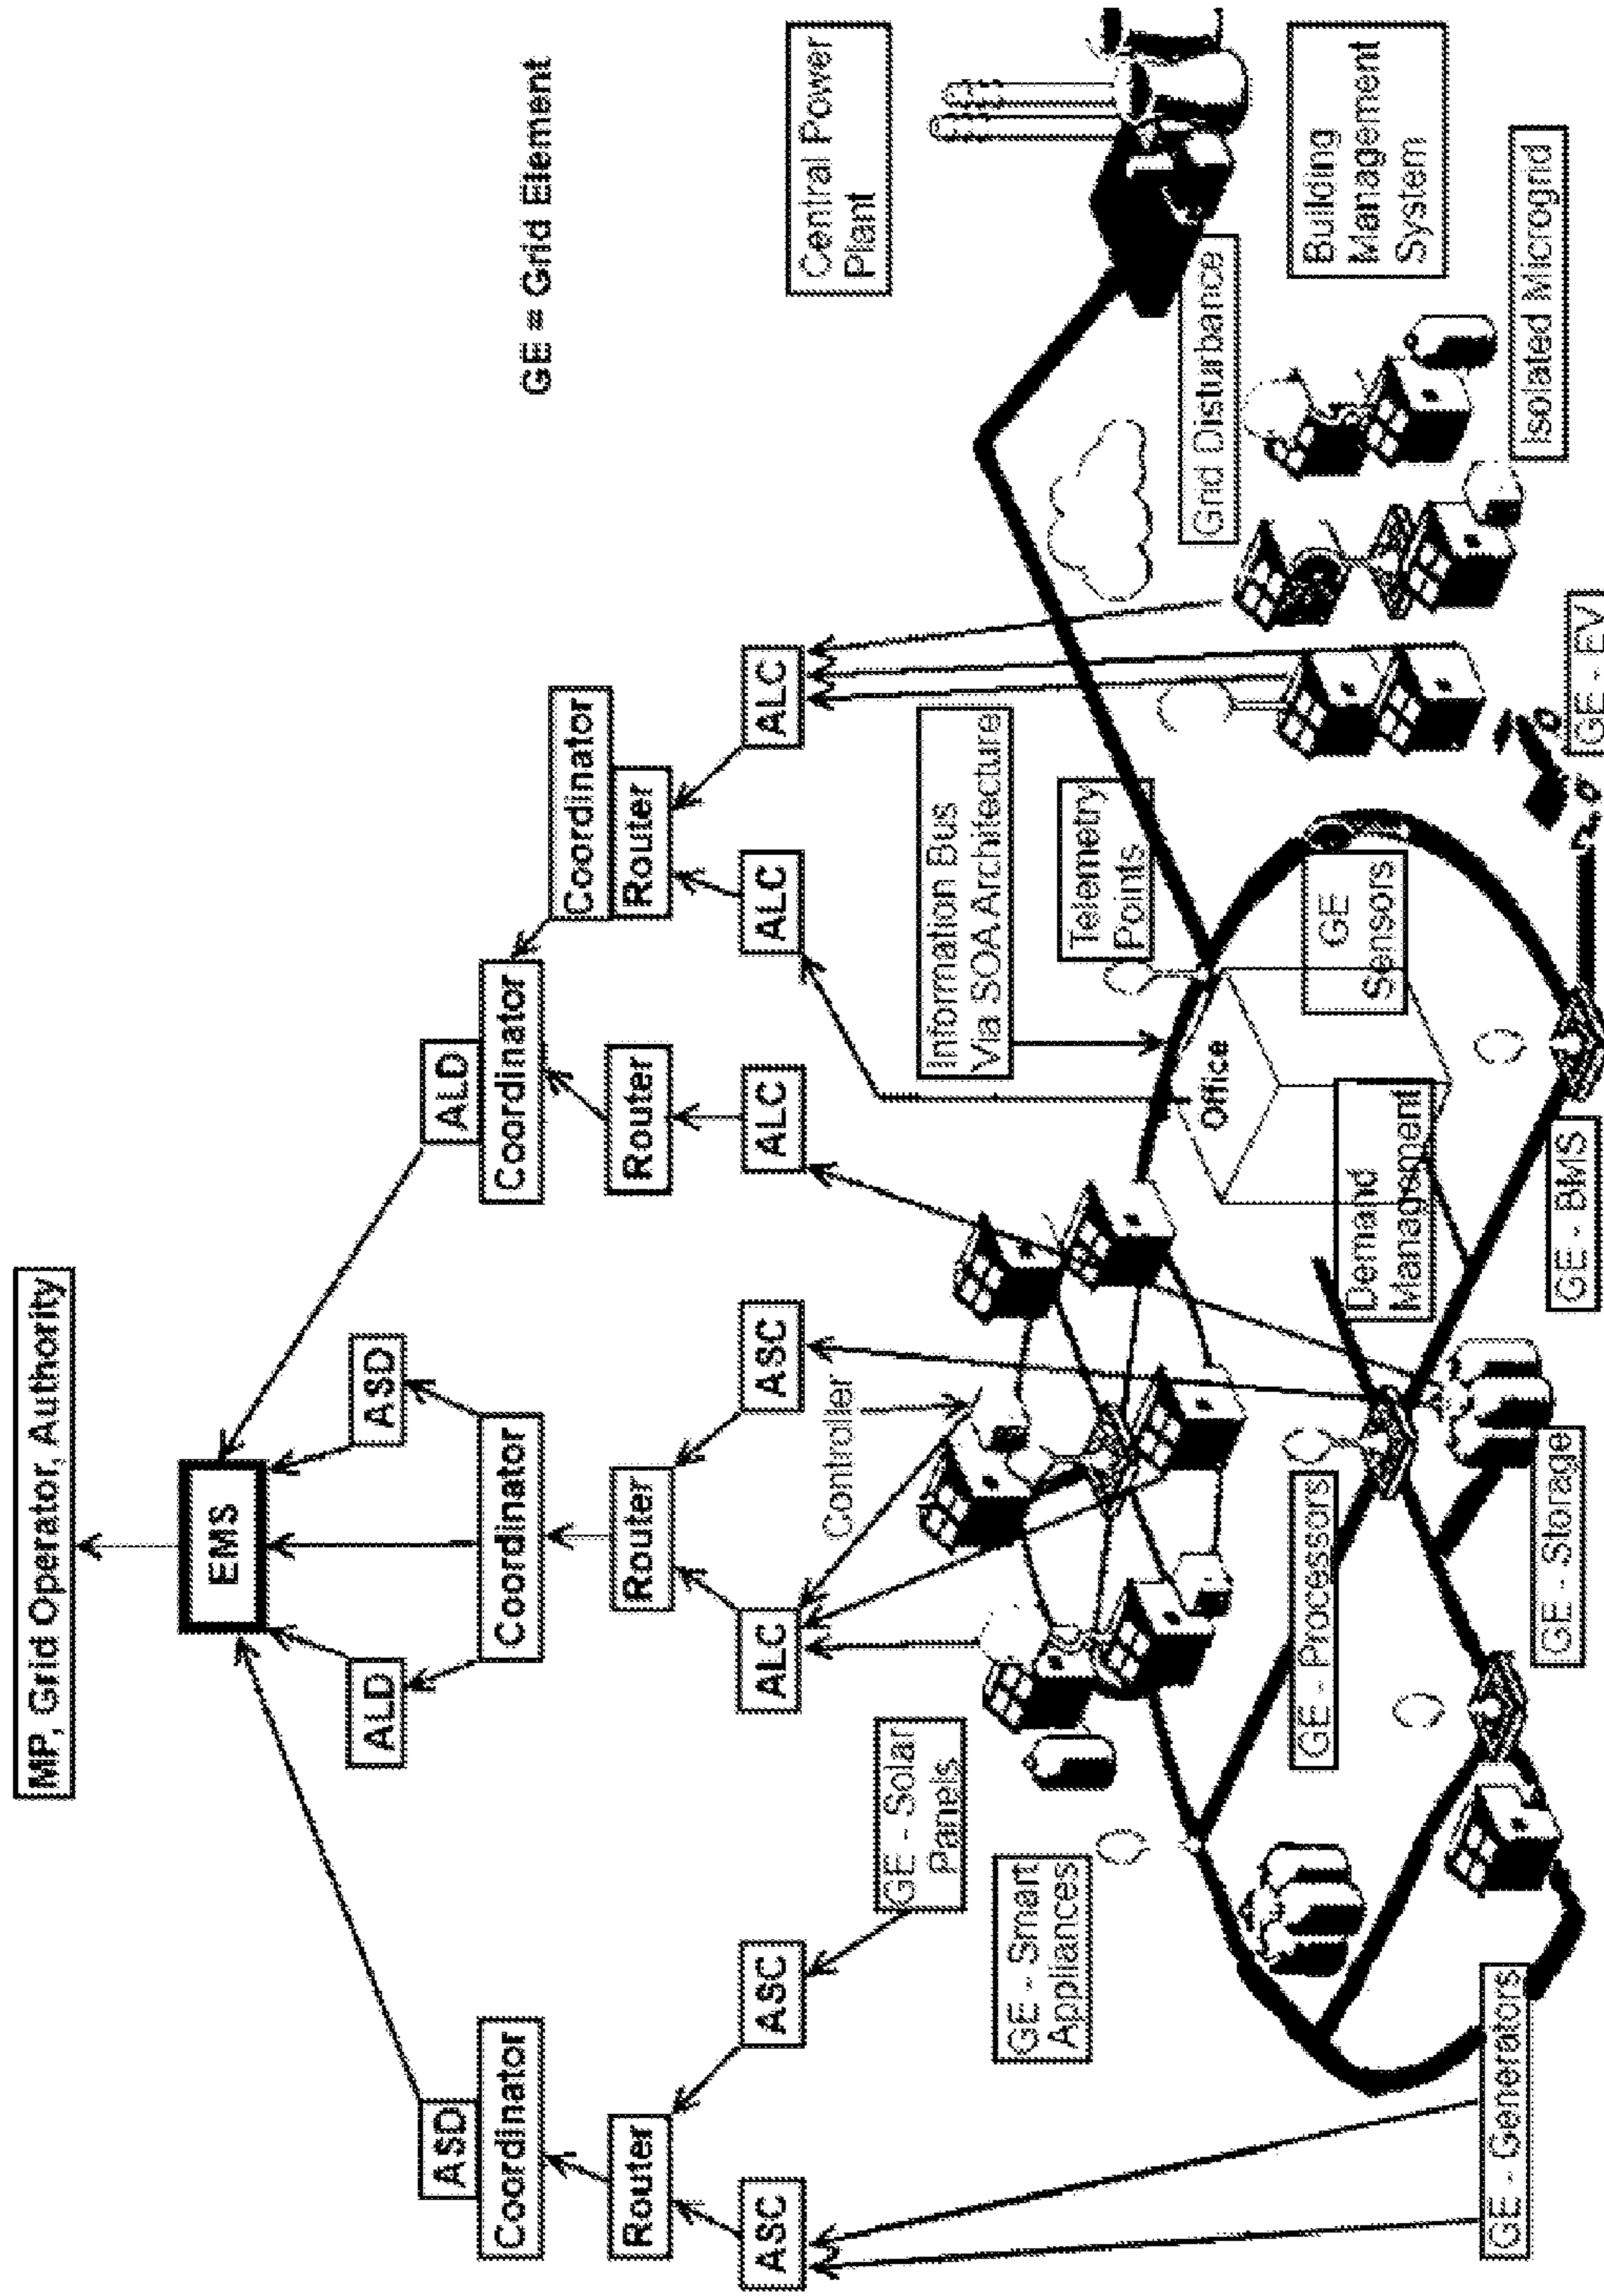 MP, Grid Operator, Authority
EMS
ALD
ASD
ASD
Coordinator
Coordinator
ALD
Coordinator
Coordinator
Router
Router
Router
Router
ASC
ASC
ALC
ASC
ALC
ALC
ALC
GE = Grid Element
Controller
GE - Solar
Panels
GE - Smart
Appliances
Information Bus
Via SOA Architecture
Telemetry
Points
Central Power
Plant
Office
Grid Disturbance
GE
Sensors
Building
Management
System
GE - Processors
Demand
Management
GE - Generators
GE - Storage
GE - BMS
GE - EV
Isolated Microgrid